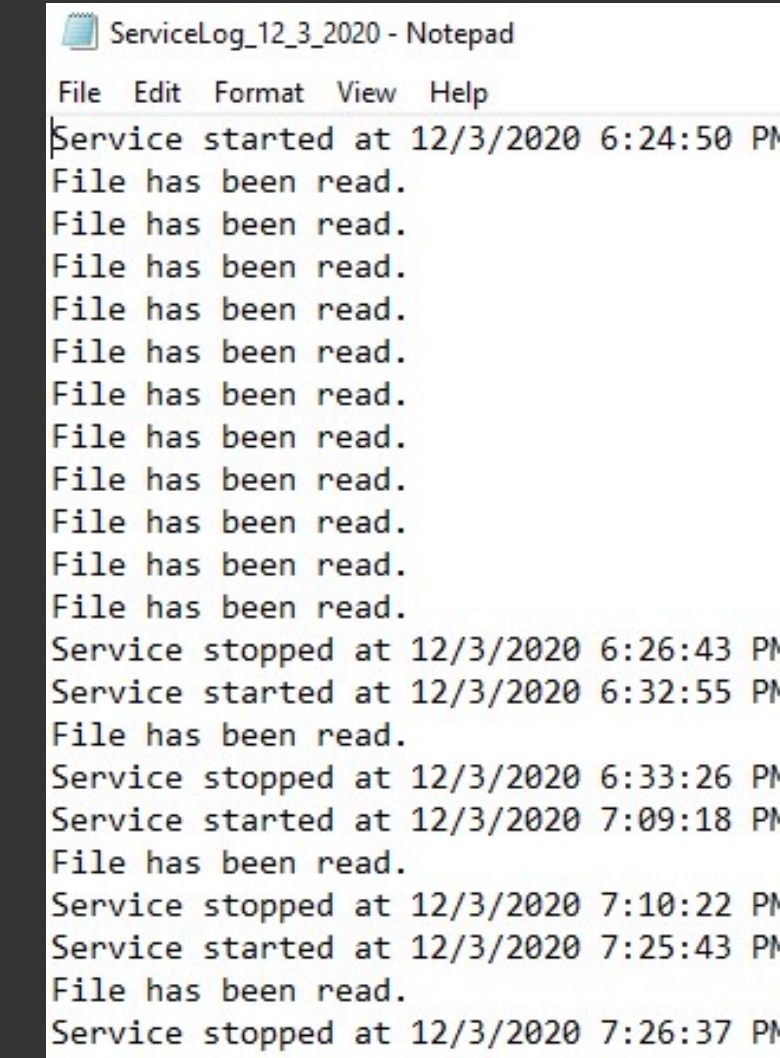 ServiceLog_12_3_2020 - Notepad
File Edit Format View Help
Service started at 12/3/2020 6:24:50 PM
File has been read.
File has been read.
File has been read.
File has been read.
File has been read.
File has been read.
File has been read.
File has been read.
File has been read.
File has been read.
File has been read.
Service stopped at 12/3/2020 6:26:43 PM
Service started at 12/3/2020 6:32:55 PM
File has been read.
Service stopped at 12/3/2020 6:33:26 PM
Service started at 12/3/2020 7:09:18 PM
File has been read.
Service stopped at 12/3/2020 7:10:22 PM
Service started at 12/3/2020 7:25:43 PM
File has been read.
Service stopped at 12/3/2020 7:26:37 PM